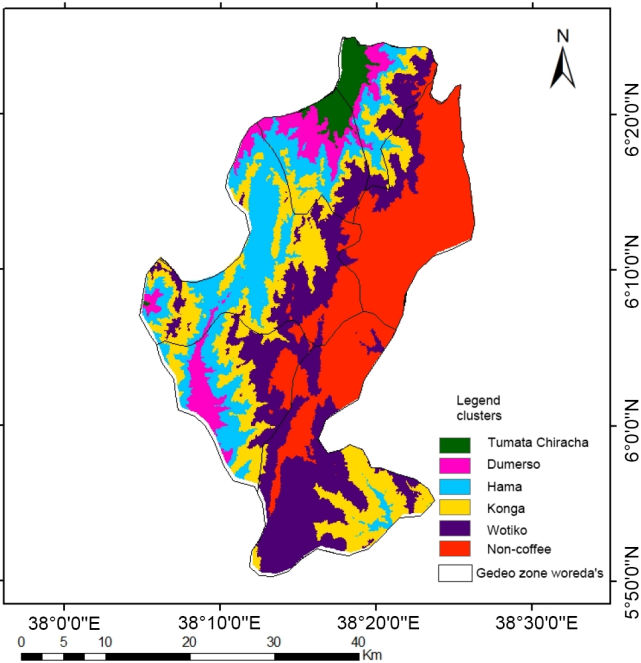 N
6°20'0"N
6°10'0"N
6°0'0"N
5°50'0"N
Legend
clusters
Tumata Chiracha
Dumerso
Hama
Konga
Wotiko
Non-coffee
Gedeo zone woreda's
38°0'0"E 38°10'0"E 38°20'0"E 38°30'0"E
0 5 10 20 30 40
Km